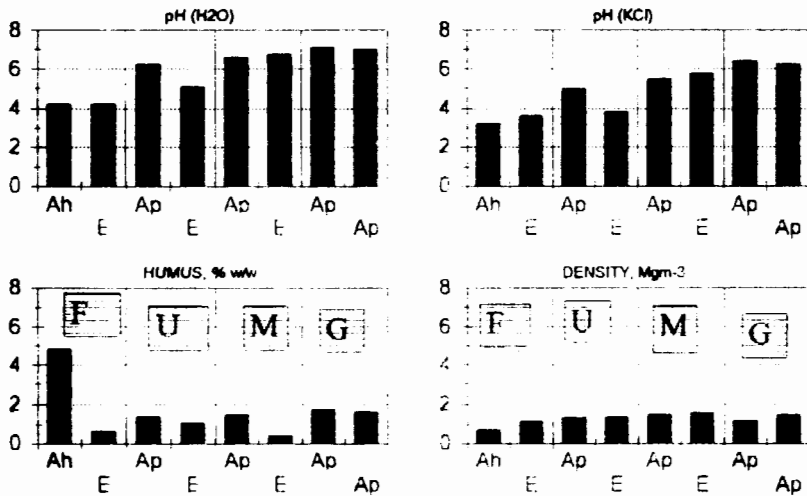 pH (H2O)
8
6
4
2
0
Ah E Ap E Ap E Ap Ap
pH (KCl)
8
6
4
2
0
Ah E Ap E Ap E Ap Ap
HUMUS, % w/w
8
6
4
2
0
F U M G
Ah E Ap E Ap E Ap Ap
DENSITY, Mgm-3
8
6
4
2
0
F U M G
Ah E Ap E Ap E Ap Ap